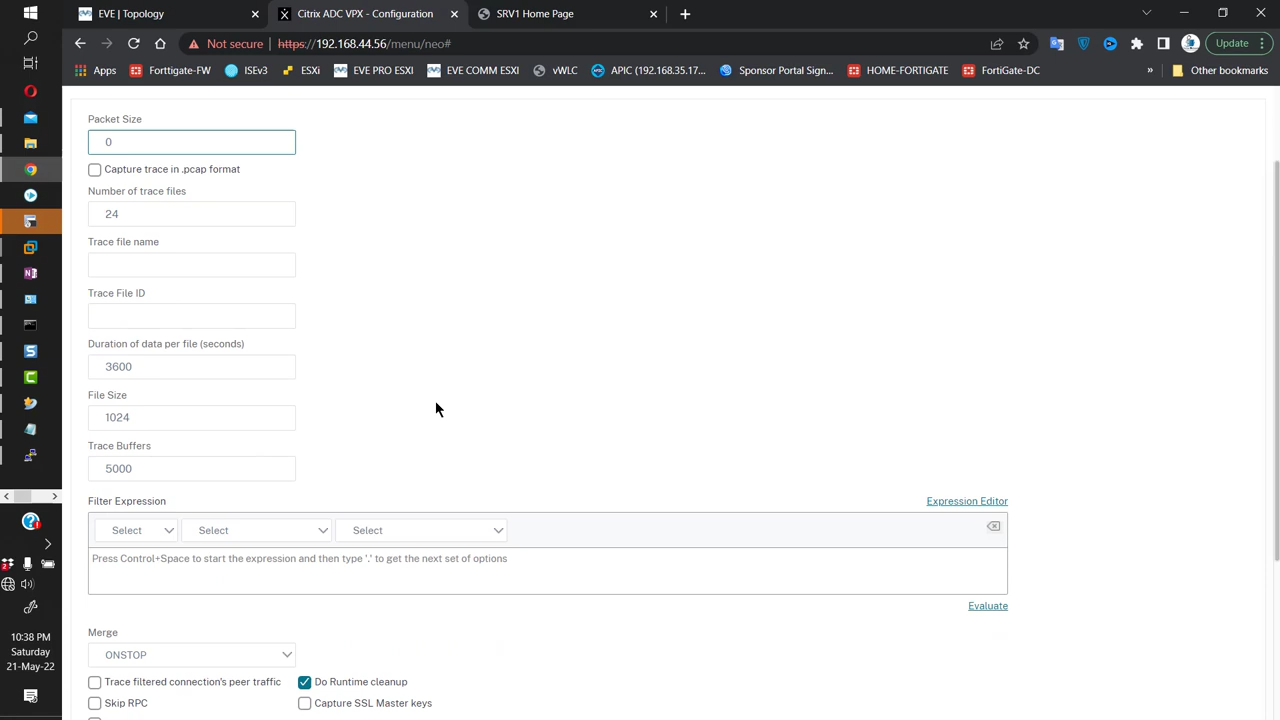 EVE | Topology
Citrix ADC VPX - Configuration
SRV1 Home Page
Not secure
https://192.168.44.56/menu/neo#
Update
Apps
Forttigate-FW
ISEv3
ESXi
EVE PRO ESXI
EVE COMM ESXI
vWLC
APIC (192.168.35.17...
Sponsor Portal Sign...
HOME-FORTIGATE
FortiGate-DC
»
Other bookmarks
Packet Size
0
Capture trace in .pcap format
Number of trace files
24
Trace file name
Trace File ID
Duration of data per file (seconds)
3600
File Size
1024
Trace Buffers
5000
Filter Expression
Expression Editor
Select
Select
Select
Press Control+Space to start the expression and then type '.' to get the next set of options
Evaluate
Merge
ONSTOP
Trace filtered connection's peer traffic
Do Runtime cleanup
Skip RPC
Capture SSL Master keys
10:38 PM
Saturday
21-May-22